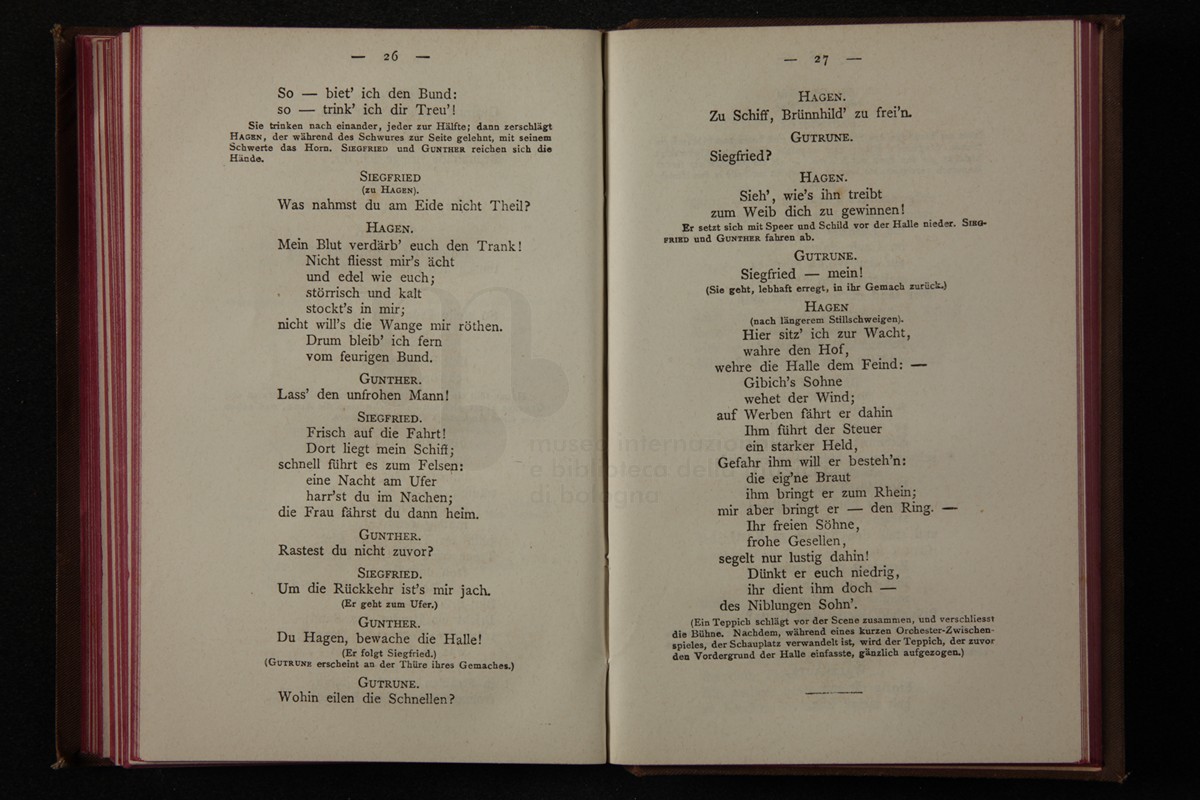 — 26 —
So — biet' ich den Bund:
so — trink' ich dir Treu'!
Sie trinken nach einander, jeder zur Hälfte; dann zerschlägt
HAGEN, der während des Schwures zur Seite gelehnt, mit seinem
Schwerte das Horn. SIEGFRIED und GUNTHER reichen sich die
Hände.
SIEGFRIED
(zu HAGEN).
Was nahmst du am Eide nicht Theil?
HAGEN.
Mein Blut verdärb' euch den Trank!
Nicht fliesst mir's ächt
und edel wie euch;
störrisch und kalt
stockt's in mir;
nicht will's die Wange mir röthen.
Drum bleib' ich fern
vom feurigen Bund.
GUNTHER.
Lass' den unfrohen Mann!
SIEGFRIED.
Frisch auf die Fahrt!
Dort liegt mein Schiff;
schnell führt es zum Felsen:
eine Nacht am Ufer
harr'st du im Nachen;
die Frau fährst du dann heim.
GUNTHER.
Rastest du nicht zuvor?
SIEGFRIED.
Um die Rückkehr ist's mir jach.
(Er geht zum Ufer.)
GUNTHER.
Du Hagen, bewache die Halle!
(Er folgt Siegfried.)
(GUTRUNE erscheint an der Thüre ihres Gemaches.)
GUTRUNE.
Wohin eilen die Schnellen?
— 27 —
HAGEN.
Zu Schiff, Brünnhild' zu frei'n.
GUTRUNE.
Siegfried?
HAGEN.
Sieh', wie's ihn treibt
zum Weib dich zu gewinnen!
Er setzt sich mit Speer und Schild vor der Halle nieder. SIEG-
FRIED und GUNTHER fahren ab.
GUTRUNE.
Siegfried — mein!
(Sie geht, lebhaft erregt, in ihr Gemach zurück.)
HAGEN
(nach längerem Stillschweigen).
Hier sitz' ich zur Wacht,
wahre den Hof,
wehre die Halle dem Feind: —
Gibich's Sohne
wehet der Wind;
auf Werben fährt er dahin
Ihm führt der Steuer
ein starker Held,
Gefahr ihm will er besteh'n:
die eig'ne Braut
ihm bringt er zum Rhein;
mir aber bringt er — den Ring. —
Ihr freien Söhne,
frohe Gesellen,
segelt nur lustig dahin!
Dünkt er euch niedrig,
ihr dient ihm doch —
des Niblungen Sohn'.
(Ein Teppich schlägt vor der Scene zusammen, und verschliesst
die Bühne. Nachdem, während eines kurzen Orchester-Zwischen-
spieles, der Schauplatz verwandelt ist, wird der Teppich, der zuvor
den Vordergrund der Halle einfasste, gänzlich aufgezogen.)
museo internazionale
e biblioteca della
di bologna